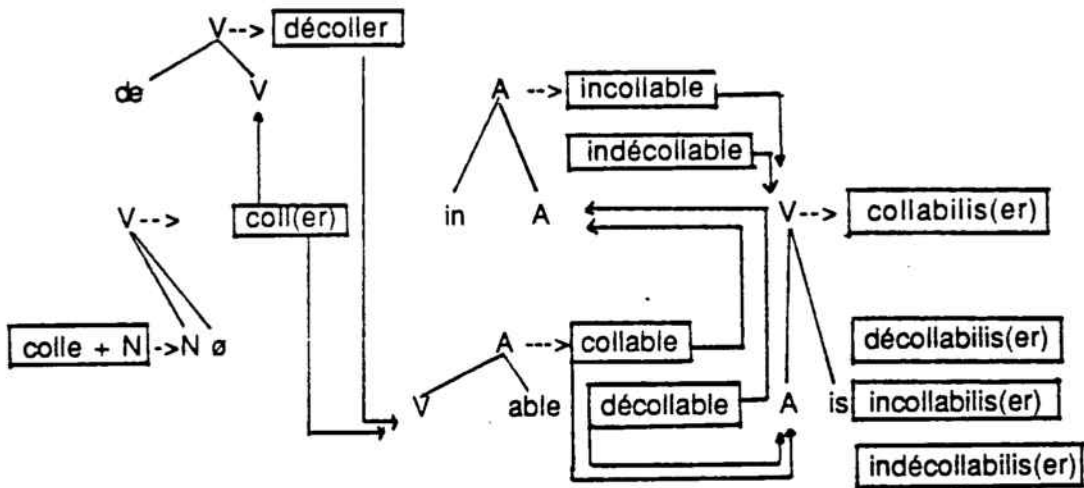 V --> décoller
de V
A --> incollable
indécollable
in A
V --> coll(er)
V --> collabilis(er)
colle + N -> N ø
A ---> collable
V able
décollable
A is
décollabilis(er)
incollabilis(er)
indécollabilis(er)